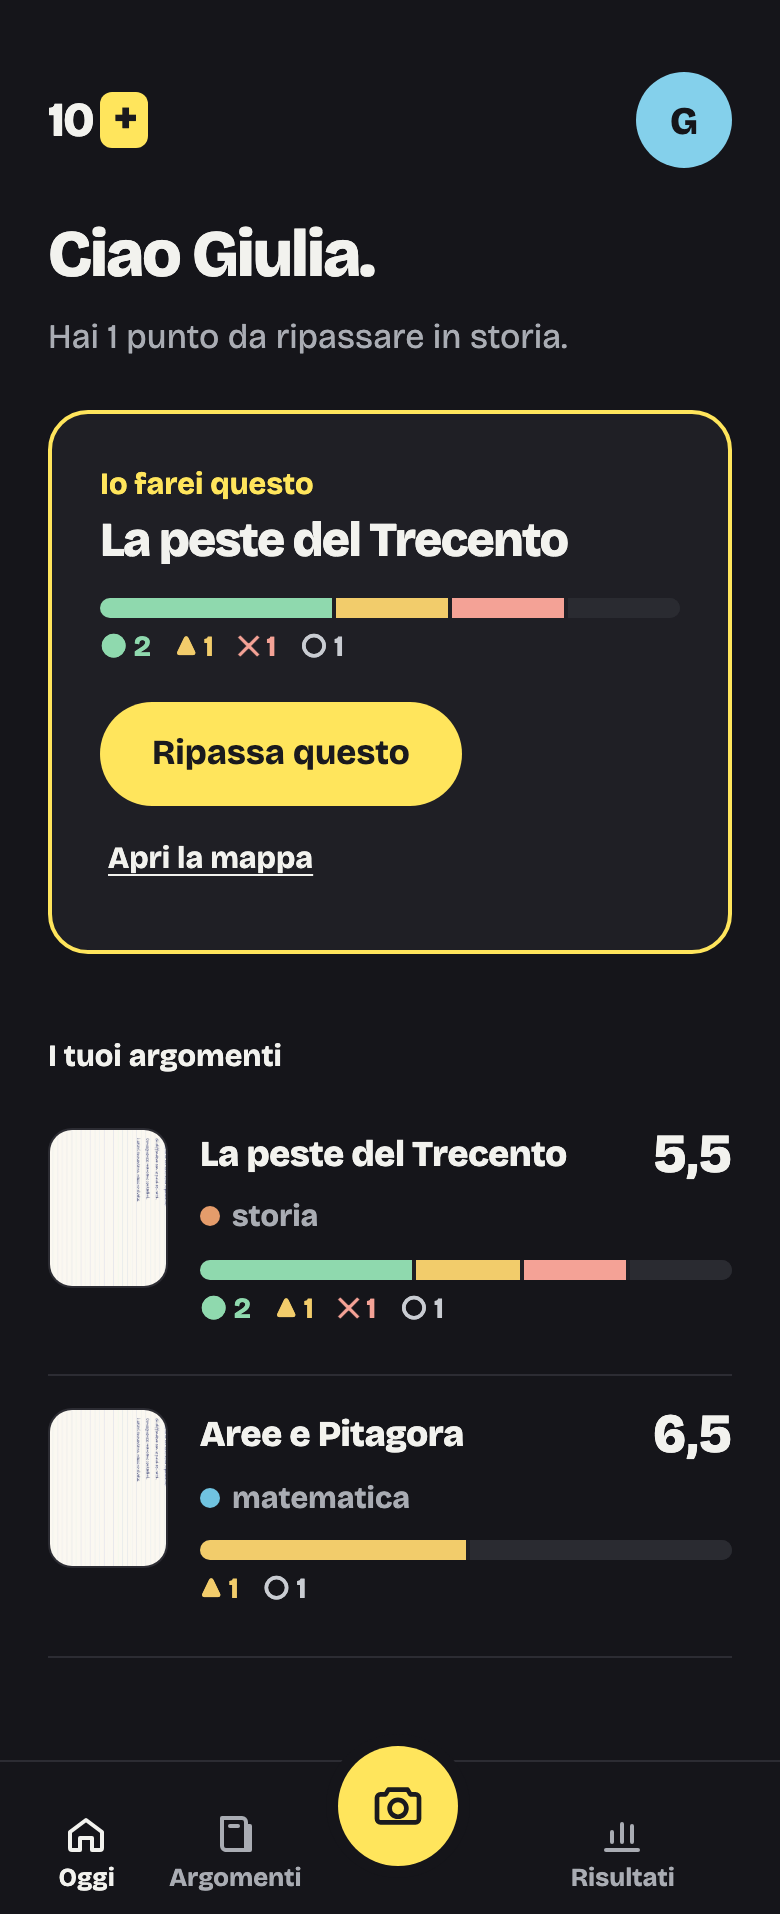 10 +
G
Ciao Giulia.
Hai 1 punto da ripassare in storia.
Io farei questo
La peste del Trecento
2 1 1 1
Ripassa questo
Apri la mappa
I tuoi argomenti
La peste del Trecento 5,5
storia
2 1 1 1
Aree e Pitagora 6,5
matematica
1 1
Oggi Argomenti Risultati